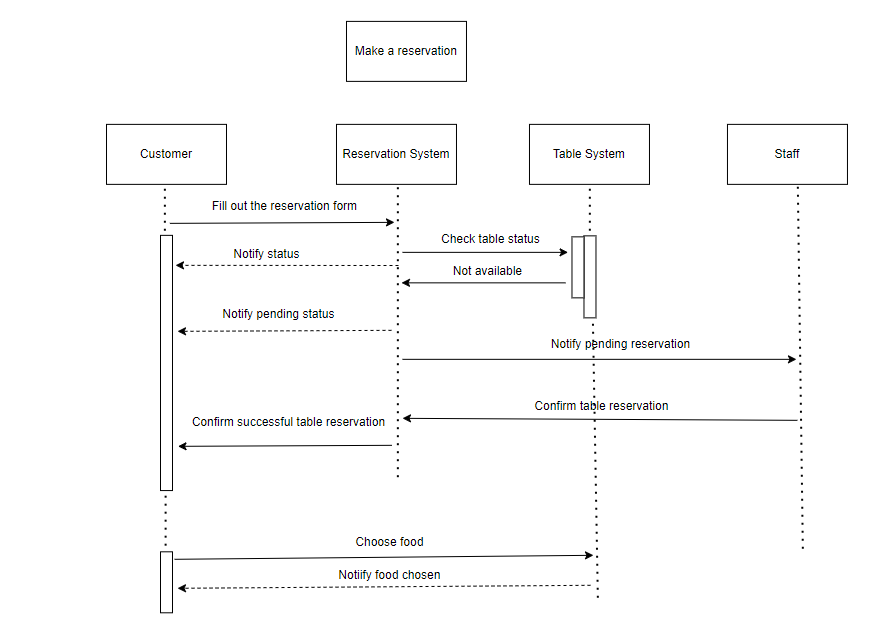 Make a reservation
Customer
Reservation System
Table System
Staff
Fill out the reservation form
Check table status
Notify status
Not available
Notify pending status
Notify pending reservation
Confirm table reservation
Confirm successful table reservation
Choose food
Notiify food chosen